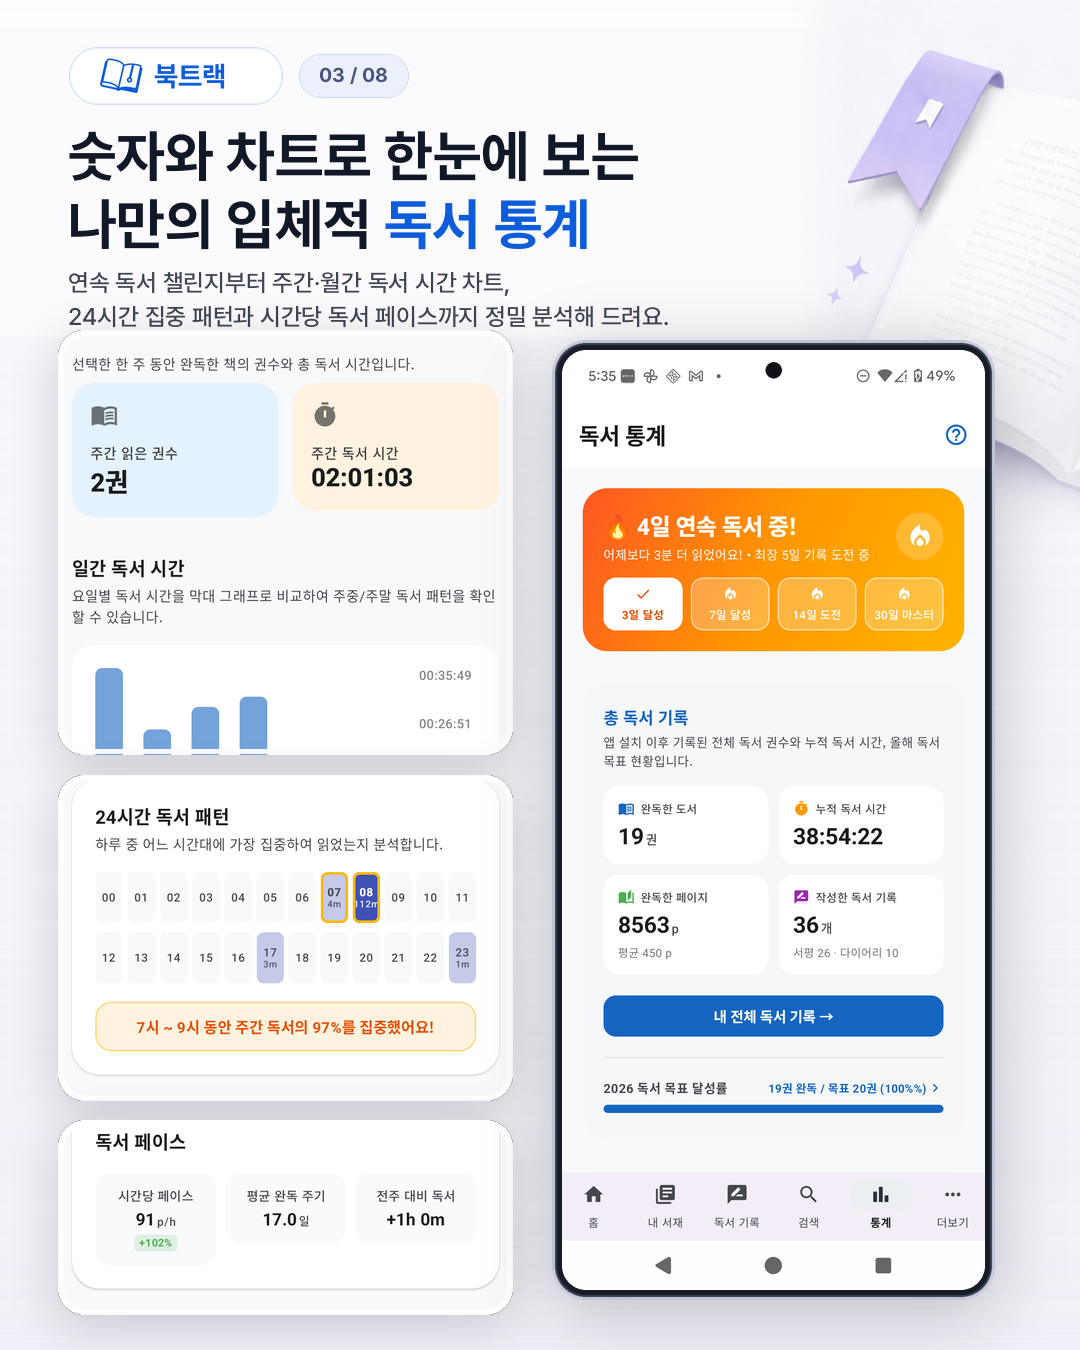 북트랙
03 / 08
숫자와 차트로 한눈에 보는
나만의 입체적 독서 통계
연속 독서 챌린지부터 주간·월간 독서 시간 차트,
24시간 집중 패턴과 시간당 독서 페이스까지 정밀 분석해 드려요.
선택한 한 주 동안 완독한 책의 권수와 총 독서 시간입니다.
주간 읽은 권수
2권
주간 독서 시간
02:01:03
일간 독서 시간
요일별 독서 시간을 막대 그래프로 비교하여 주중/주말 독서 패턴을 확인
할 수 있습니다.
00:35:49
00:26:51
24시간 독서 패턴
하루 중 어느 시간대에 가장 집중하여 읽었는지 분석합니다.
00 01 02 03 04 05 06 07 08 09 10 11
4m 112m
12 13 14 15 16 17 18 19 20 21 22 23
3m 1m
7시 ~ 9시 동안 주간 독서의 97%를 집중했어요!
독서 페이스
시간당 페이스
91 p/h
+102%
평균 완독 주기
17.0 일
전주 대비 독서
+1h 0m
5:35
49%
독서 통계
🔥 4일 연속 독서 중!
어제보다 3분 더 읽었어요! • 최장 5일 기록 도전 중
3일 달성
7일 달성
14일 도전
30일 마스터
총 독서 기록
앱 설치 이후 기록된 전체 독서 권수와 누적 독서 시간, 올해 독서
목표 현황입니다.
완독한 도서
19 권
누적 독서 시간
38:54:22
완독한 페이지
8563 p
평균 450 p
작성한 독서 기록
36 개
서평 26 · 다이어리 10
내 전체 독서 기록 →
2026 독서 목표 달성률
19권 완독 / 목표 20권 (100%%) >
홈
내 서재
독서 기록
검색
통계
더보기